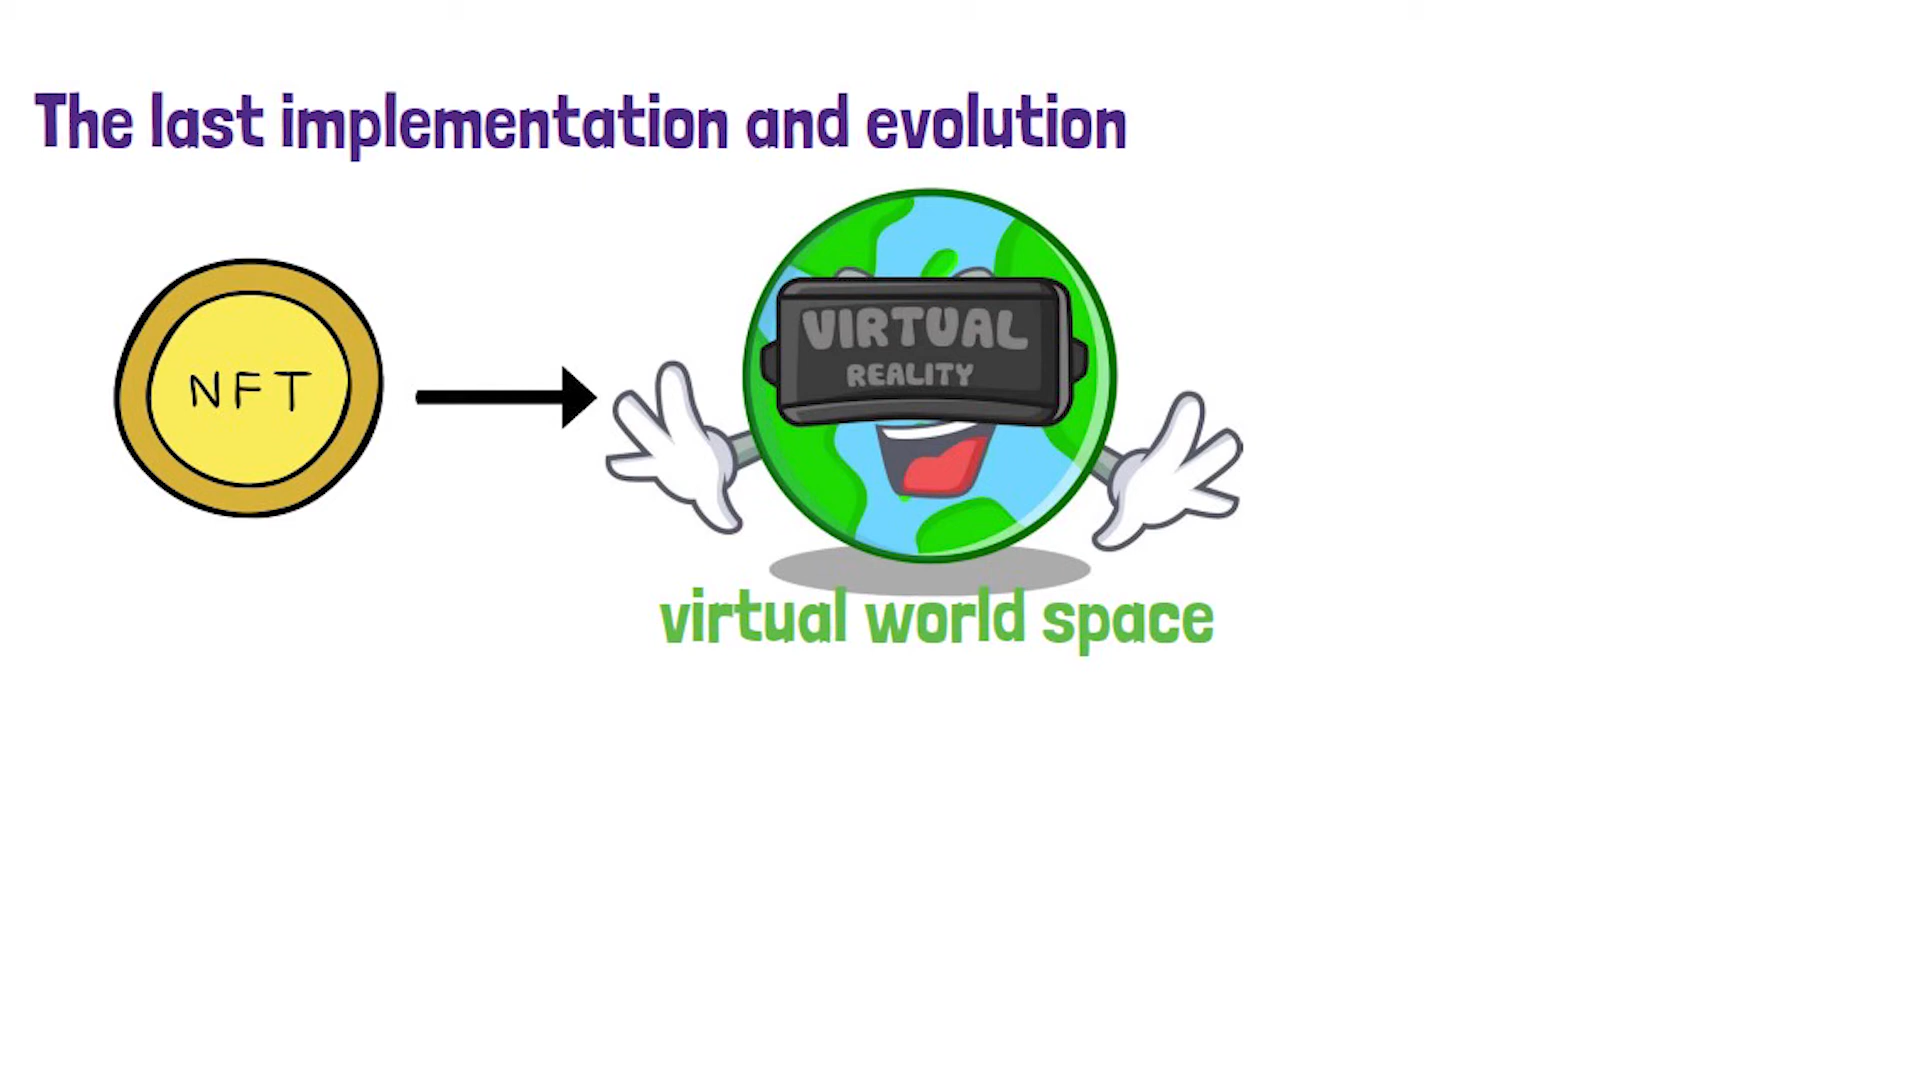 The last implementation and evolution
NFT
VIRTUAL
REALITY
virtual world space